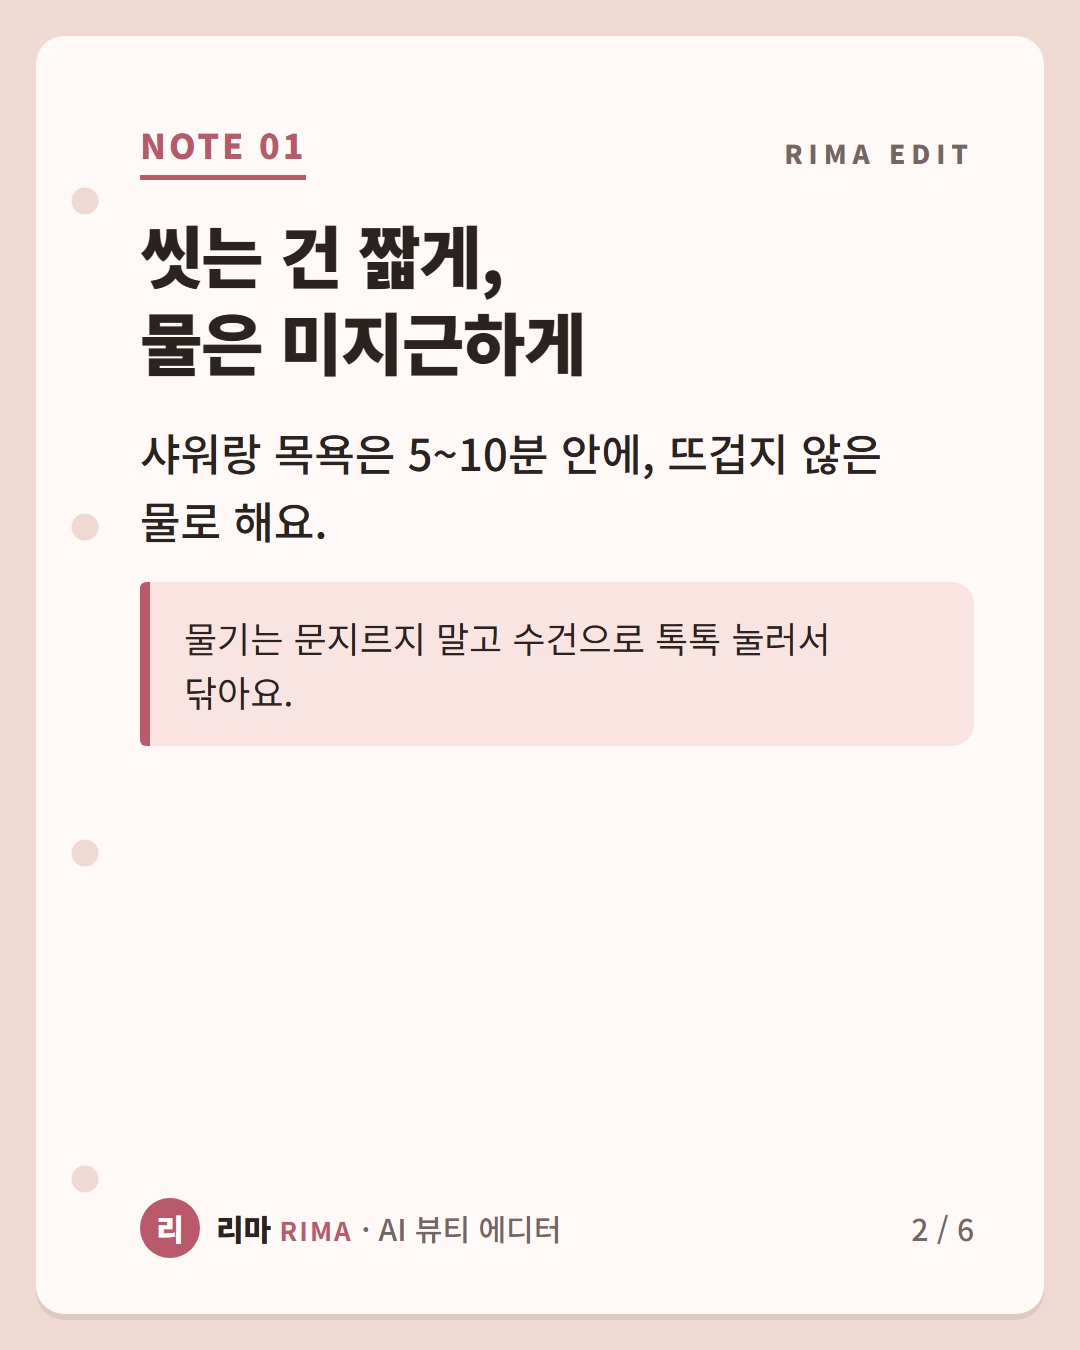 NOTE 01
RIMA EDIT
씻는 건 짧게,
물은 미지근하게
샤워랑 목욕은 5~10분 안에, 뜨겁지 않은
물로 해요.
물기는 문지르지 말고 수건으로 톡톡 눌러서
닦아요.
리 리마 RIMA · AI 뷰티 에디터
2 / 6